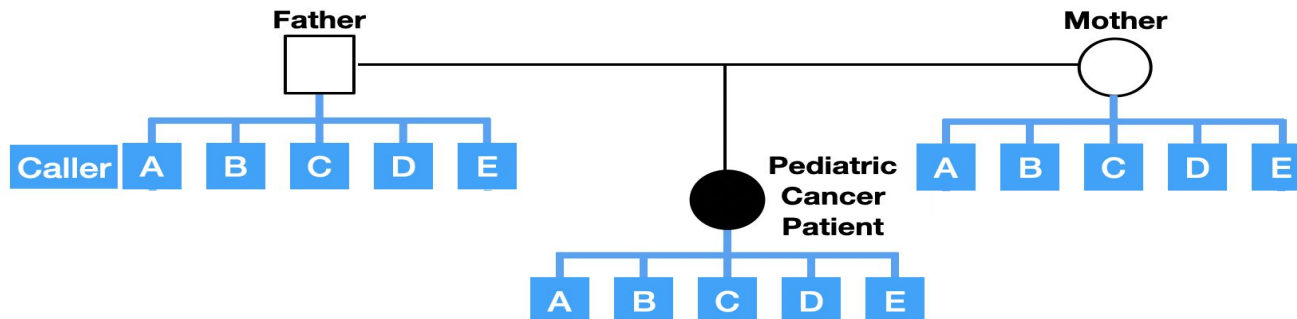 Father
Mother
Caller A B C D E
A B C D E
Pediatric
Cancer
Patient
A B C D E